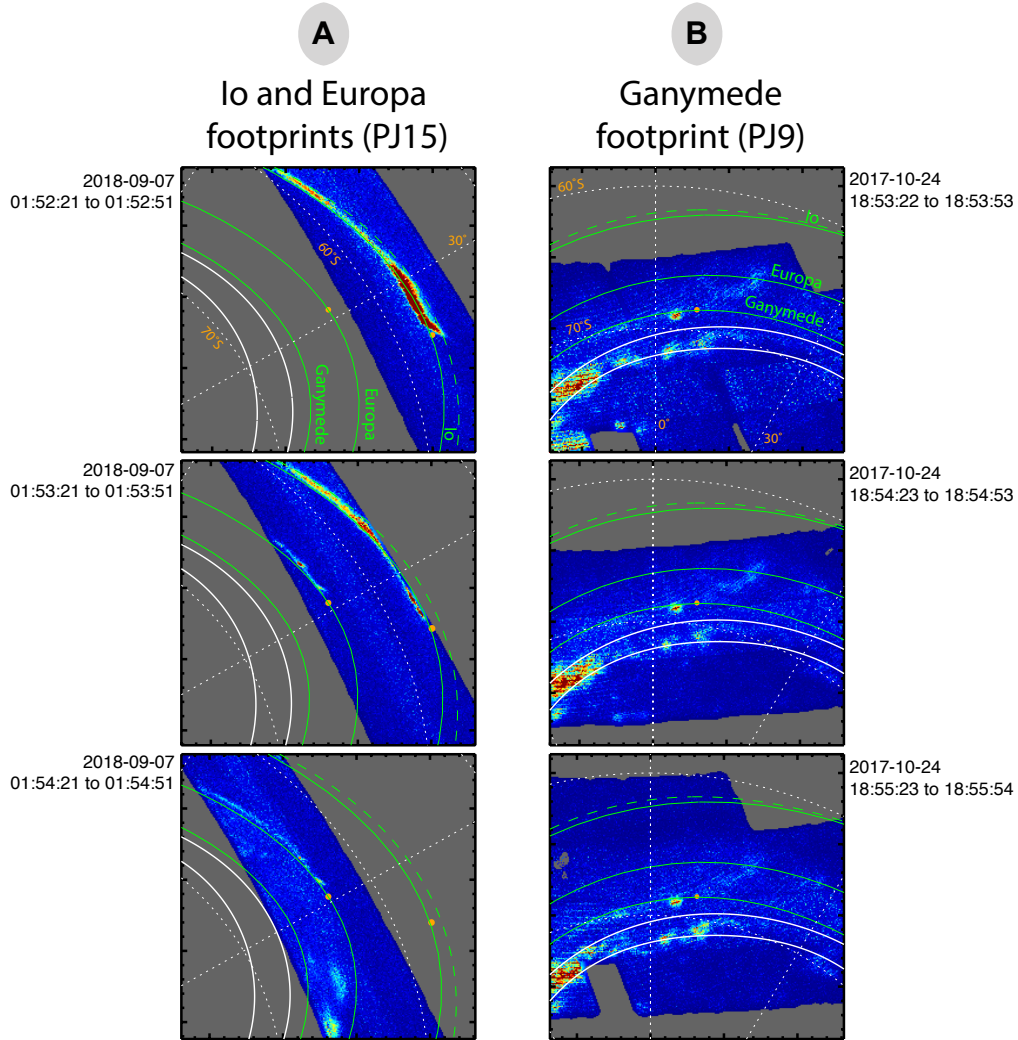 A
Io and Europa
footprints (PJ15)
2018-09-07
01:52:21 to 01:52:51
60°S
30°
70°S
Ganymede
Europa
Io
2018-09-07
01:53:21 to 01:53:51
2018-09-07
01:54:21 to 01:54:51
B
Ganymede
footprint (PJ9)
2017-10-24
18:53:22 to 18:53:53
60°S
Io
Europa
Ganymede
70°S
0°
30°
2017-10-24
18:54:23 to 18:54:53
2017-10-24
18:55:23 to 18:55:54